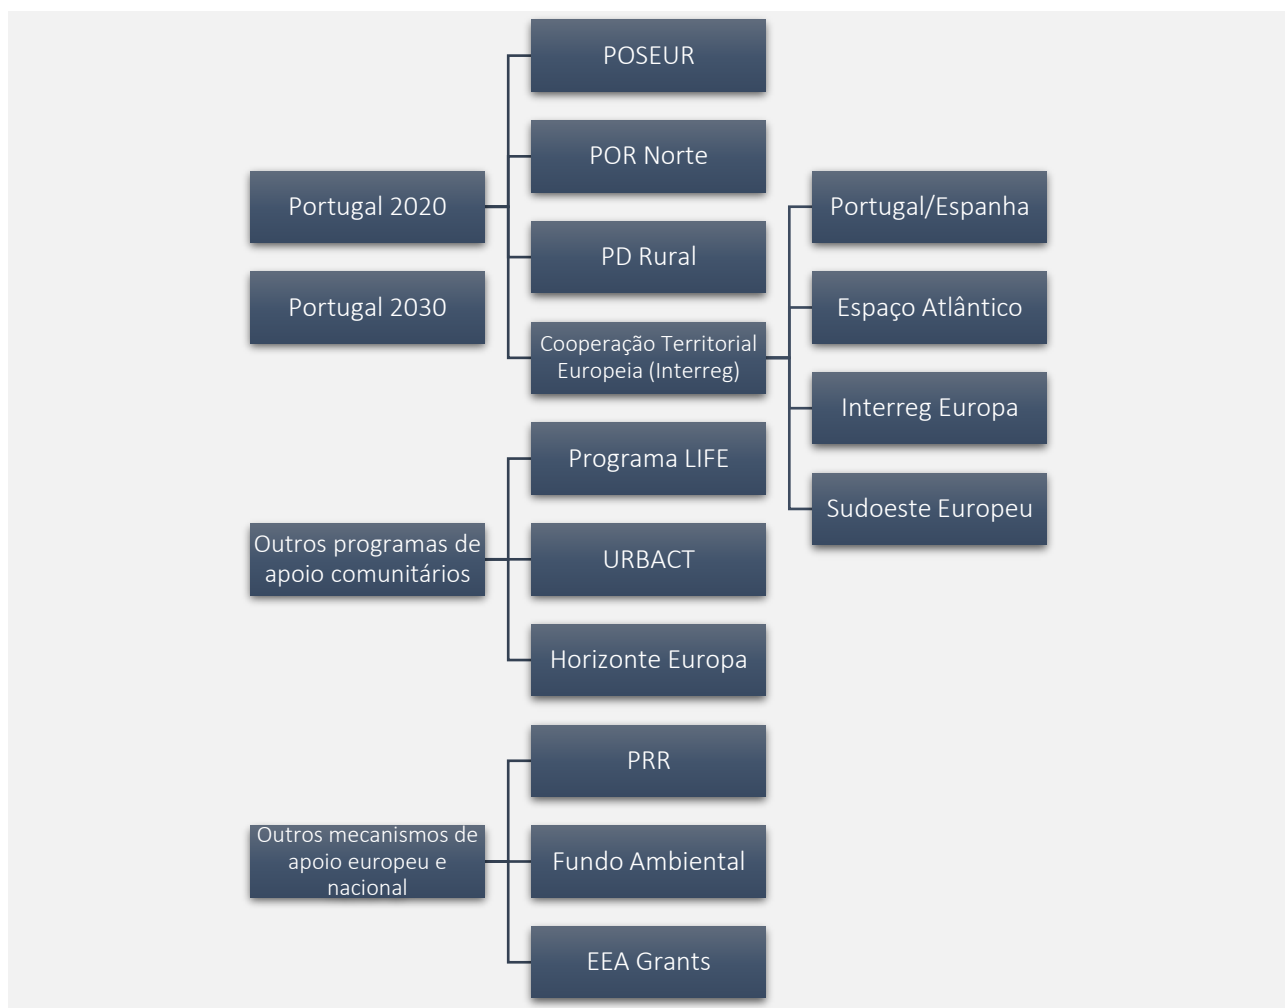 Portugal 2020
POSEUR
POR Norte
PD Rural
Cooperação Territorial
Europeia (Interreg)
Portugal/Espanha
Espaço Atlântico
Interreg Europa
Sudoeste Europeu
Portugal 2030
Outros programas de
apoio comunitários
Programa LIFE
URBACT
Horizonte Europa
Outros mecanismos de
apoio europeu e
nacional
PRR
Fundo Ambiental
EEA Grants